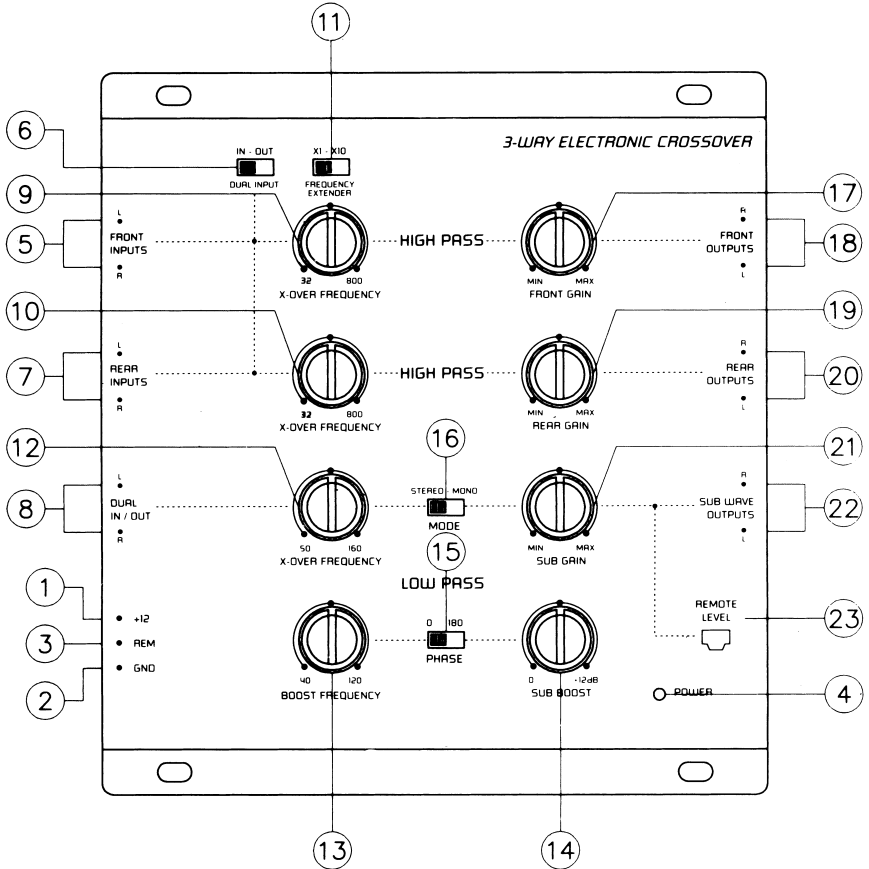 11
6
IN - OUT
X1 - X10
3-WAY ELECTRONIC CROSSOVER
DUAL INPUT
FREQUENCY
EXTENDER
9
17
L
R
5
FRONT
INPUTS
HIGH PASS
FRONT
OUTPUTS
18
R
L
32
800
MIN
MAX
X-OVER FREQUENCY
FRONT GAIN
10
19
L
R
7
REAR
INPUTS
HIGH PASS
REAR
OUTPUTS
20
R
L
32
800
MIN
MAX
X-OVER FREQUENCY
REAR GAIN
16
12
21
L
R
STEREO - MONO
8
DUAL
IN / OUT
SUB WAVE
OUTPUTS
22
MODE
R
L
50
160
MIN
MAX
X-OVER FREQUENCY
SUB GAIN
15
LOW PASS
1
+12
REMOTE
LEVEL
23
0
180
3
REM
PHASE
2
GND
40
120
0
+12dB
BOOST FREQUENCY
SUB BOOST
POWER
4
13
14